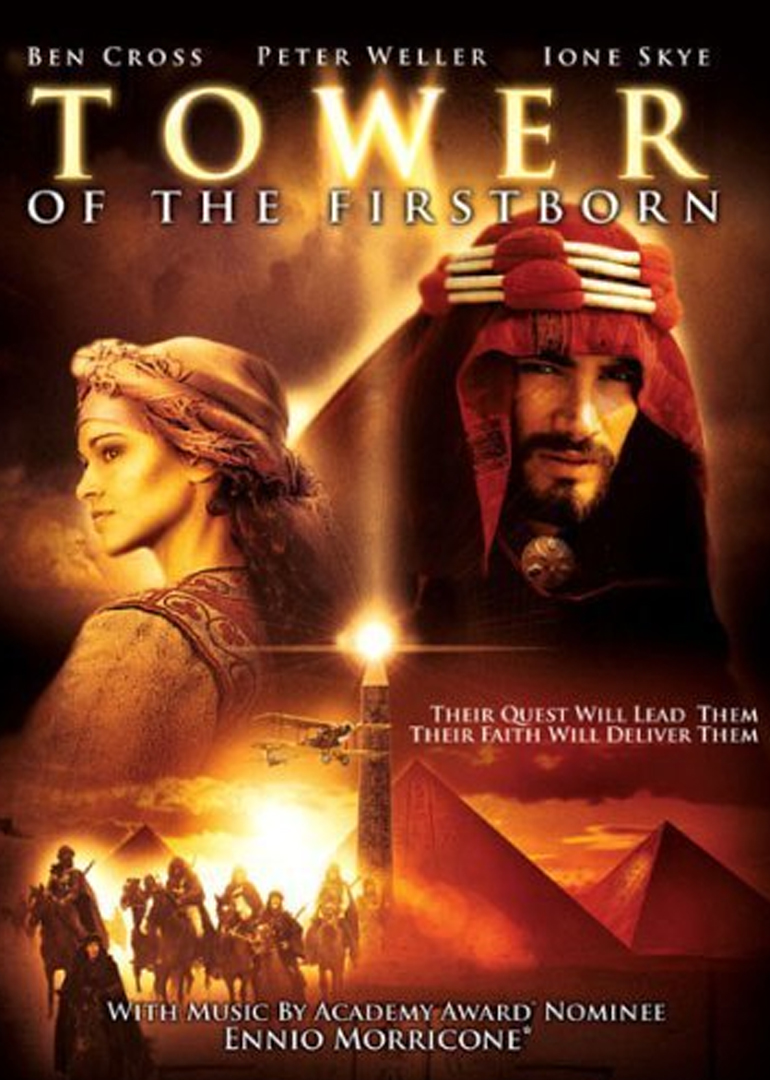 BEN CROSS PETER WELLER IONE SKYE
TOWER
OF THE FIRSTBORN
THEIR QUEST WILL LEAD THEM
THEIR FAITH WILL DELIVER THEM
WITH MUSIC BY ACADEMY AWARD® NOMINEE
ENNIO MORRICONE*